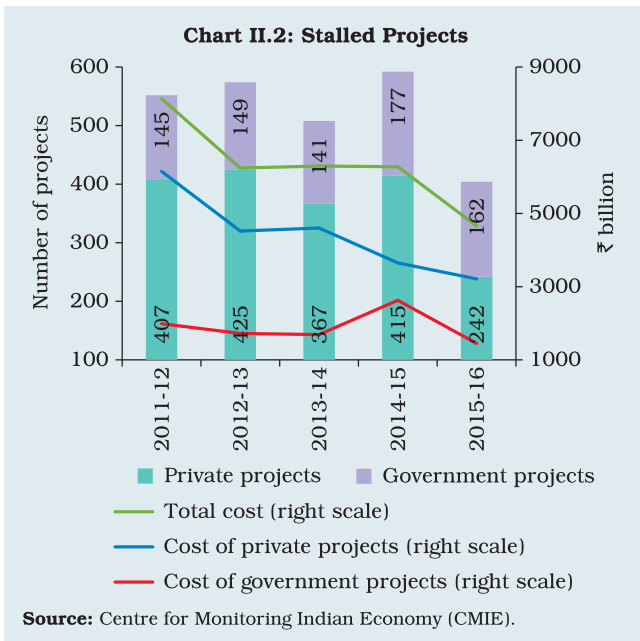 Chart II.2: Stalled Projects
600
500
400
300
200
100
Number of projects
9000
7000
5000
3000
1000
₹ billion
145
149
141
177
162
407
425
367
415
242
2011-12
2012-13
2013-14
2014-15
2015-16
Private projects
Government projects
Total cost (right scale)
Cost of private projects (right scale)
Cost of government projects (right scale)
Source: Centre for Monitoring Indian Economy (CMIE).